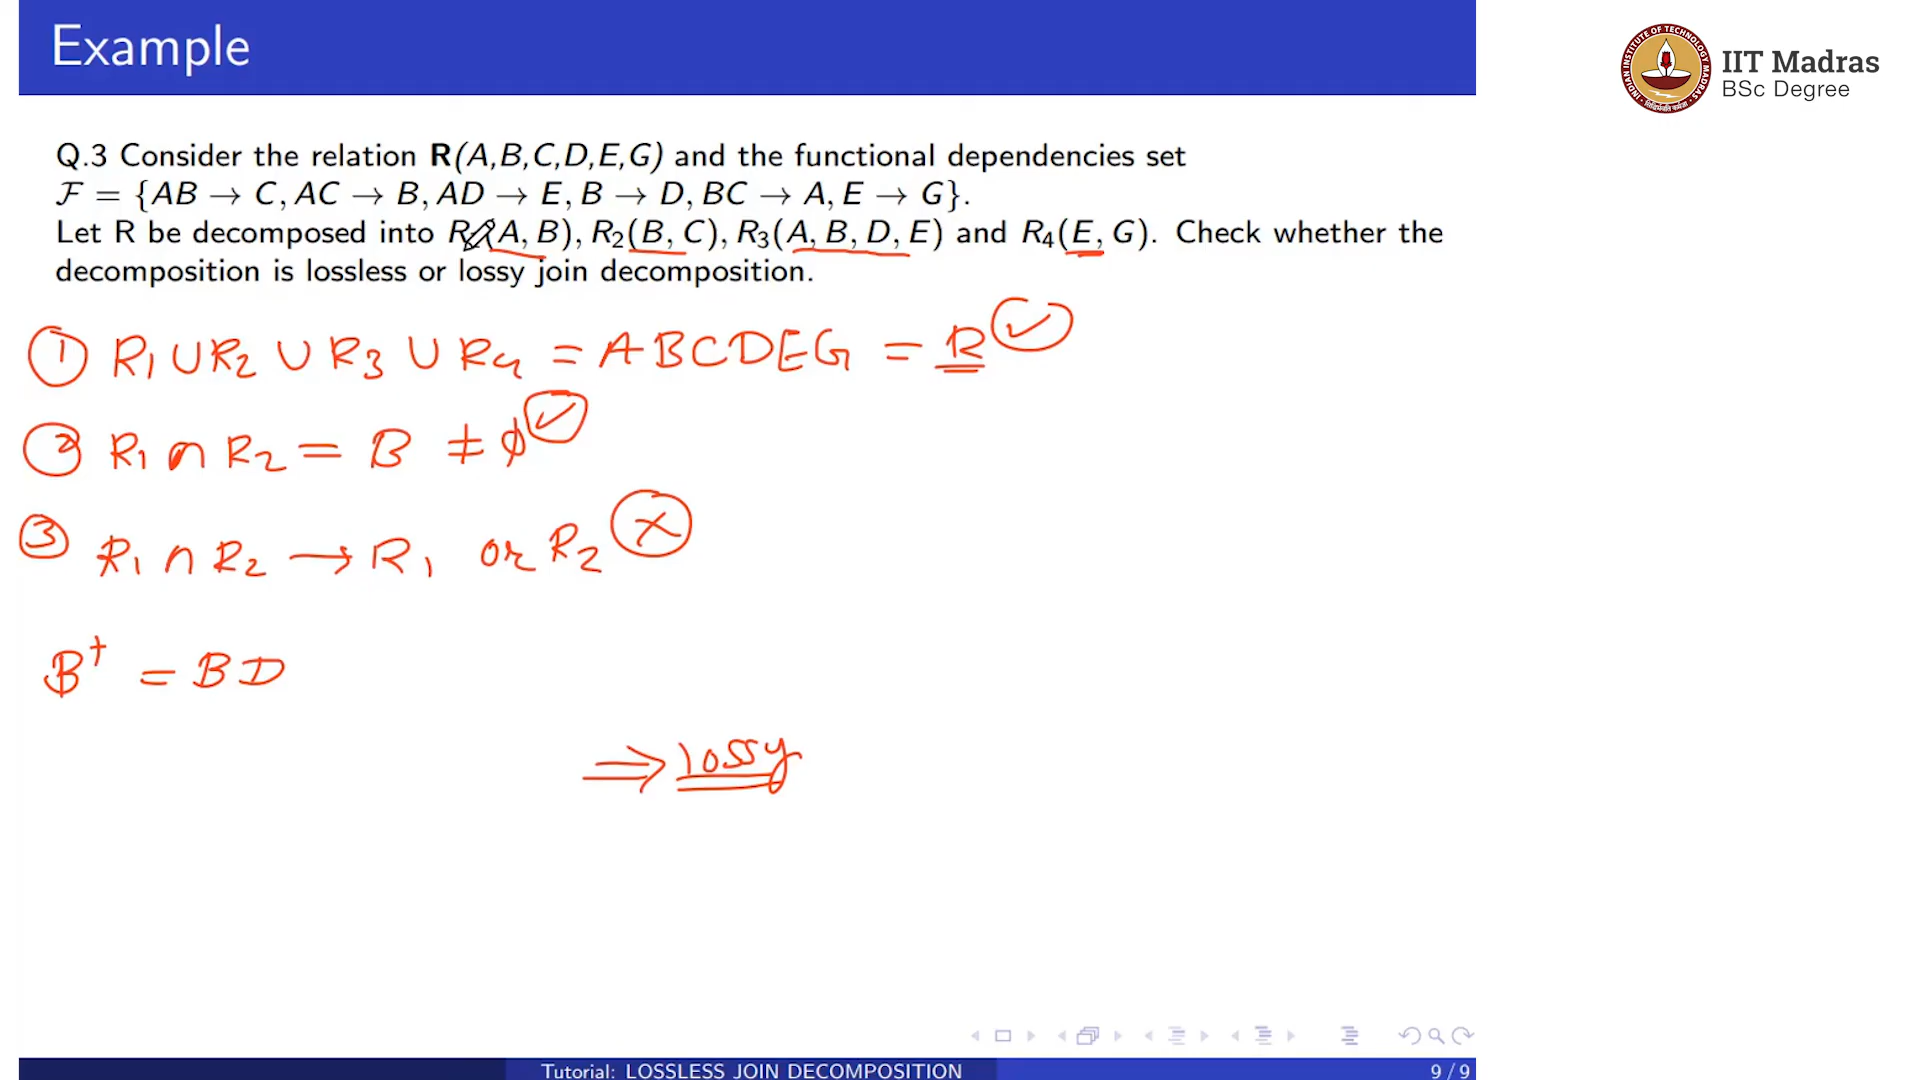 Example
IIT Madras
BSc Degree
Q.3 Consider the relation R(A,B,C,D,E,G) and the functional dependencies set
F = {AB → C, AC → B, AD → E, B → D, BC → A, E → G}.
Let R be decomposed into R₁(A, B), R₂(B, C), R₃(A, B, D, E) and R₄(E, G). Check whether the
decomposition is lossless or lossy join decomposition.
① R₁ ∪ R₂ ∪ R₃ ∪ R₄ = ABCDEG = R ✓
② R₁ ∩ R₂ = B ≠ φ ✓
③ R₁ ∩ R₂ → R₁ or R₂ X
B⁺ = BD
⇒ lossy
Tutorial: LOSSLESS JOIN DECOMPOSITION
9 / 9